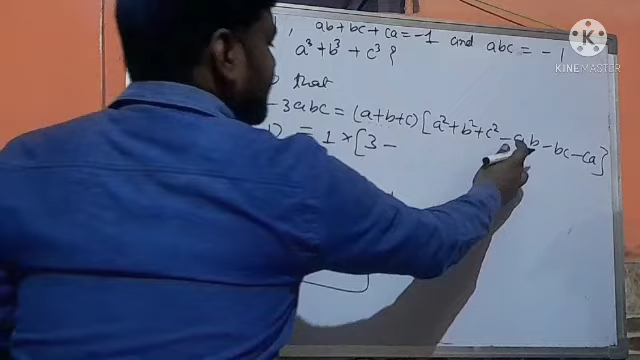 , ab + bc + ca = -1 and abc = -1
a³ + b³ + c³ }
that
- 3abc = (a+b+c) [a² + b² + c² - ab - bc - ca}
) = 1 × [3 -
KINEMASTER